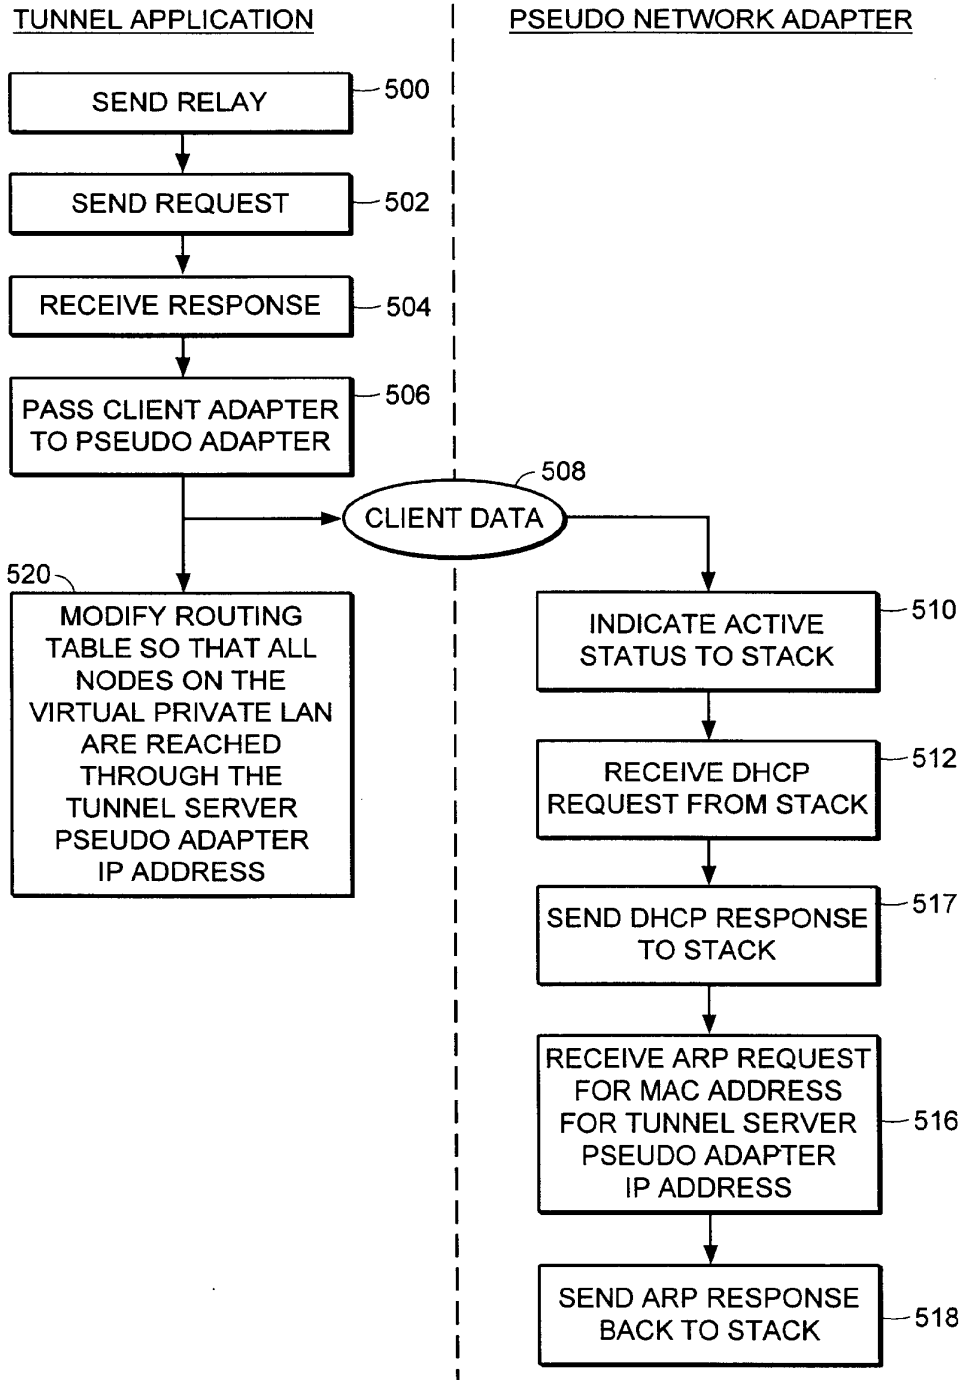 TUNNEL APPLICATION
PSEUDO NETWORK ADAPTER
SEND RELAY
500
SEND REQUEST
502
RECEIVE RESPONSE
504
PASS CLIENT ADAPTER
TO PSEUDO ADAPTER
506
CLIENT DATA
508
520
MODIFY ROUTING
TABLE SO THAT ALL
NODES ON THE
VIRTUAL PRIVATE LAN
ARE REACHED
THROUGH THE
TUNNEL SERVER
PSEUDO ADAPTER
IP ADDRESS
INDICATE ACTIVE
STATUS TO STACK
510
RECEIVE DHCP
REQUEST FROM STACK
512
SEND DHCP RESPONSE
TO STACK
517
RECEIVE ARP REQUEST
FOR MAC ADDRESS
FOR TUNNEL SERVER
PSEUDO ADAPTER
IP ADDRESS
516
SEND ARP RESPONSE
BACK TO STACK
518